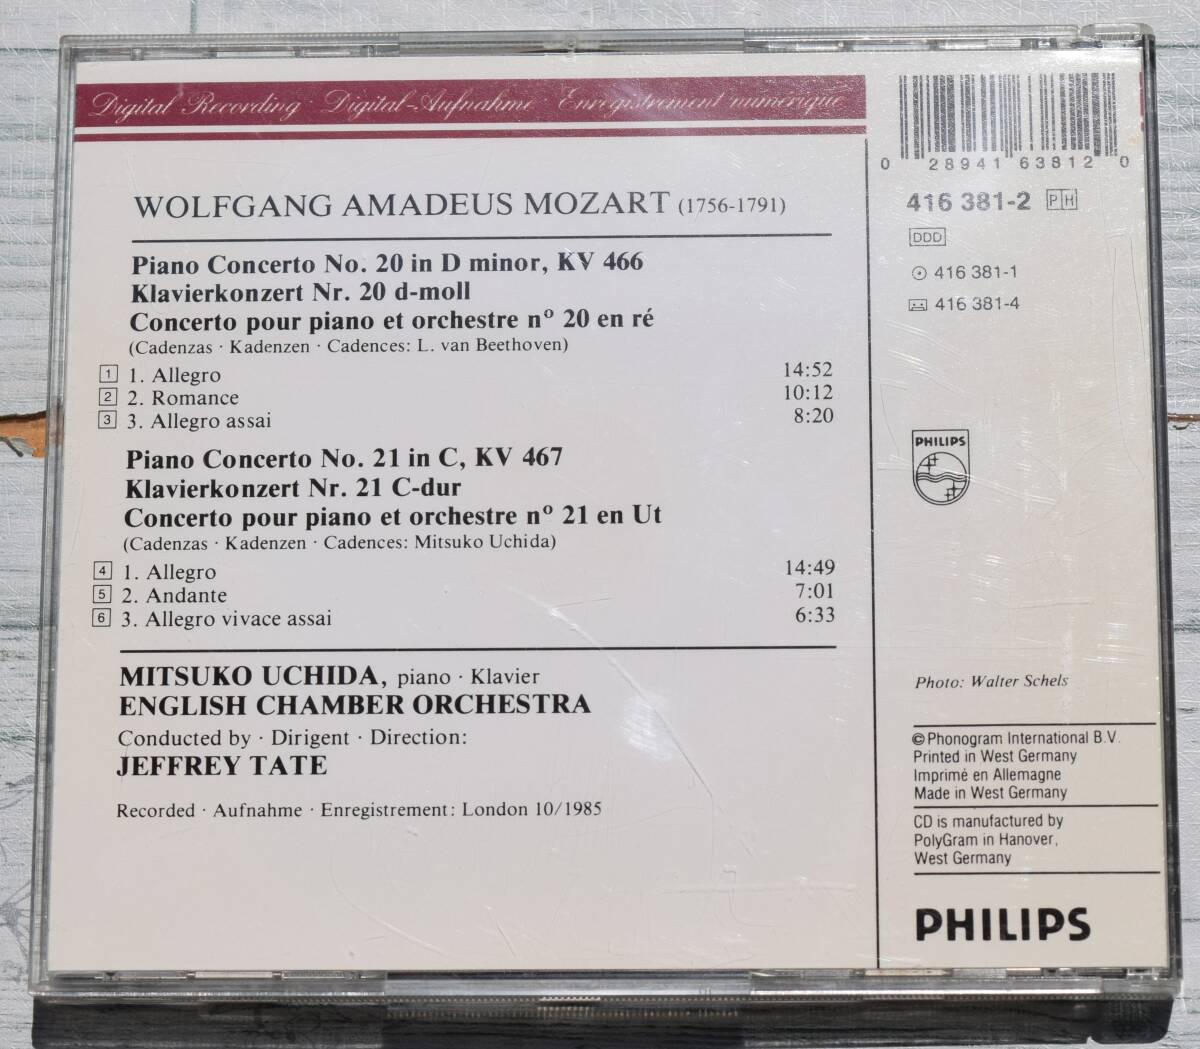 Digital Recording · Digital-Aufnahme · Enregistrement numérique
WOLFGANG AMADEUS MOZART (1756-1791)
Piano Concerto No. 20 in D minor, KV 466
Klavierkonzert Nr. 20 d-moll
Concerto pour piano et orchestre nº 20 en ré
(Cadenzas · Kadenzen · Cadences: L. van Beethoven)
1 1. Allegro 14:52
2 2. Romance 10:12
3 3. Allegro assai 8:20
Piano Concerto No. 21 in C, KV 467
Klavierkonzert Nr. 21 C-dur
Concerto pour piano et orchestre nº 21 en Ut
(Cadenzas · Kadenzen · Cadences: Mitsuko Uchida)
4 1. Allegro 14:49
5 2. Andante 7:01
6 3. Allegro vivace assai 6:33
MITSUKO UCHIDA, piano · Klavier
ENGLISH CHAMBER ORCHESTRA
Conducted by · Dirigent · Direction:
JEFFREY TATE
Recorded · Aufnahme · Enregistrement: London 10/1985
0 28941 63812 0
416 381-2 PH
DDD
416 381-1
416 381-4
PHILIPS
Photo: Walter Schels
©Phonogram International B.V.
Printed in West Germany
Imprimé en Allemagne
Made in West Germany
CD is manufactured by
PolyGram in Hanover,
West Germany
PHILIPS